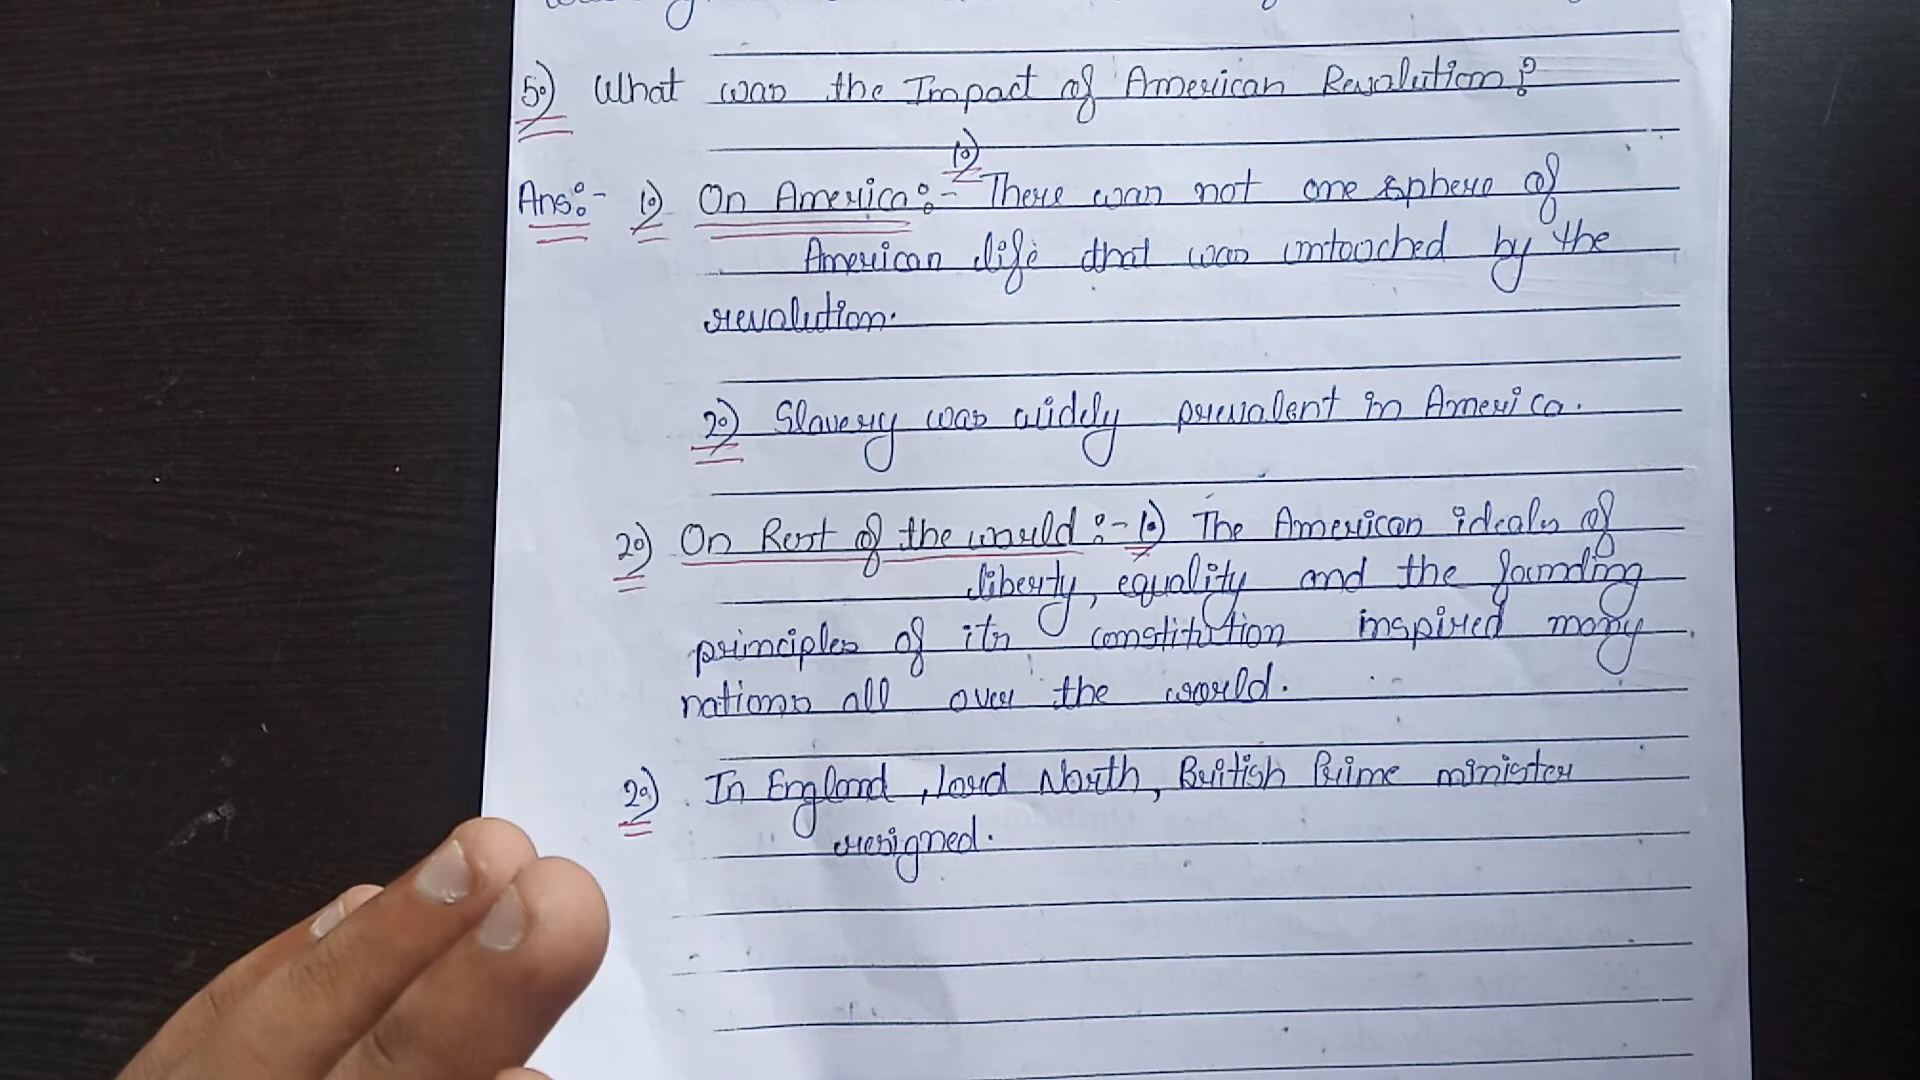 5) What was the Impact of American Revolution?
Ans:- 1) On America:- 1) There was not one sphere of
American life that was untouched by the
revolution.
2) Slavery was widely prevalent in America.
2) On Rest of the world:- 1) The American ideals of
liberty, equality and the founding
principles of its constitution inspired many
nations all over the world.
2) In England, Lord North, British Prime minister
resigned.